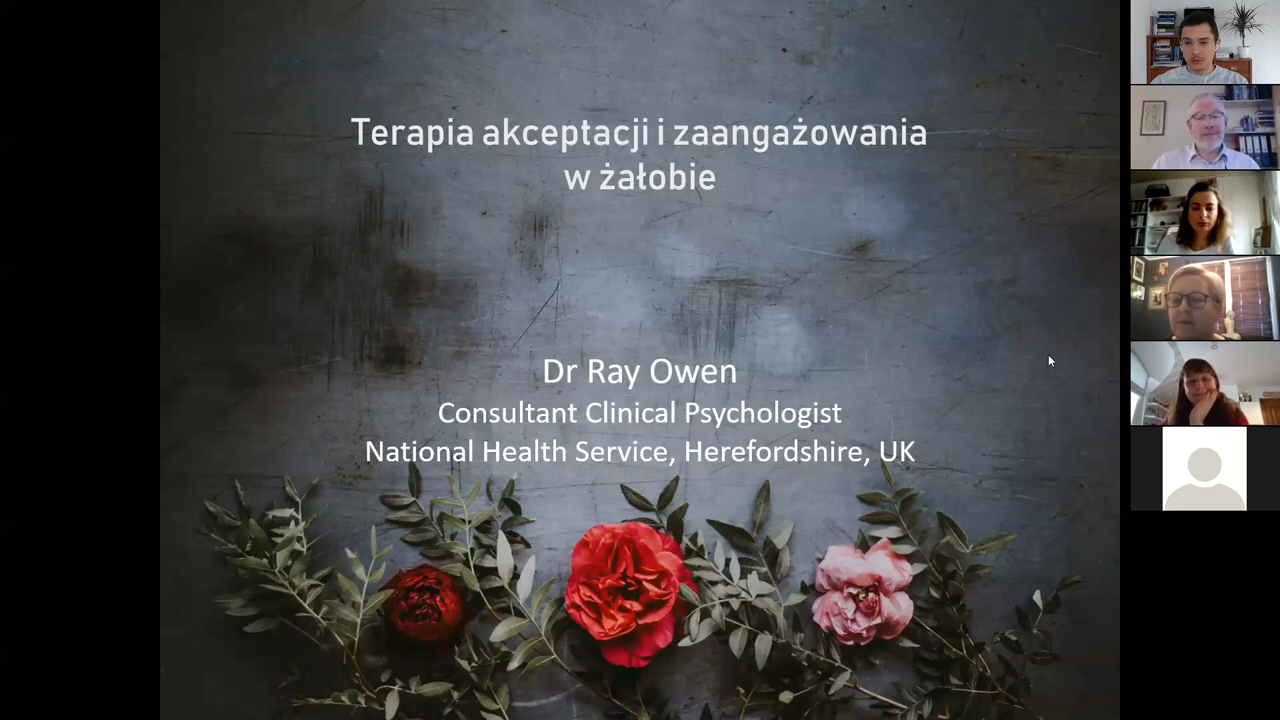 Terapia akceptacji i zaangażowania
w żałobie
Dr Ray Owen
Consultant Clinical Psychologist
National Health Service, Herefordshire, UK